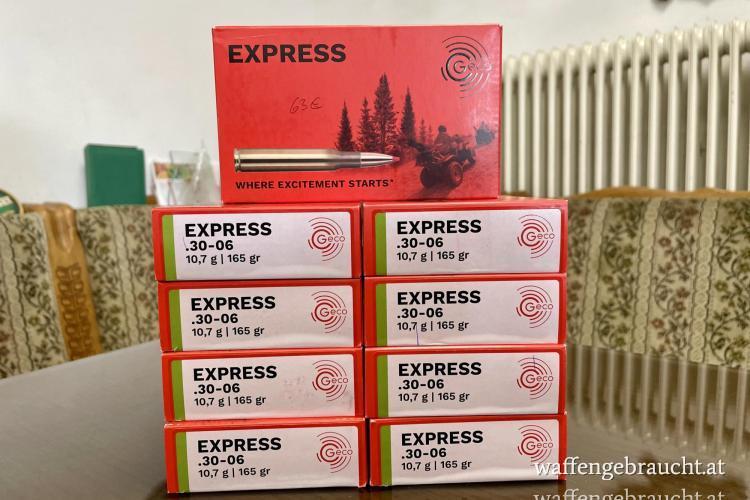 EXPRESS
Geco
63€
WHERE EXCITEMENT STARTS*
EXPRESS
.30-06
10,7 g | 165 gr
Geco
EXPRESS
.30-06
10,7 g | 165 gr
Geco
EXPRESS
.30-06
10,7 g | 165 gr
Geco
EXPRESS
.30-06
10,7 g | 165 gr
Geco
EXPRESS
.30-06
10,7 g | 165 gr
Geco
EXPRESS
.30-06
10,7 g | 165 gr
Geco
EXPRESS
.30-06
10,7 g | 165 gr
Geco
EXPRESS
.30-06
10,7 g | 165 gr
Geco
waffengebraucht.at